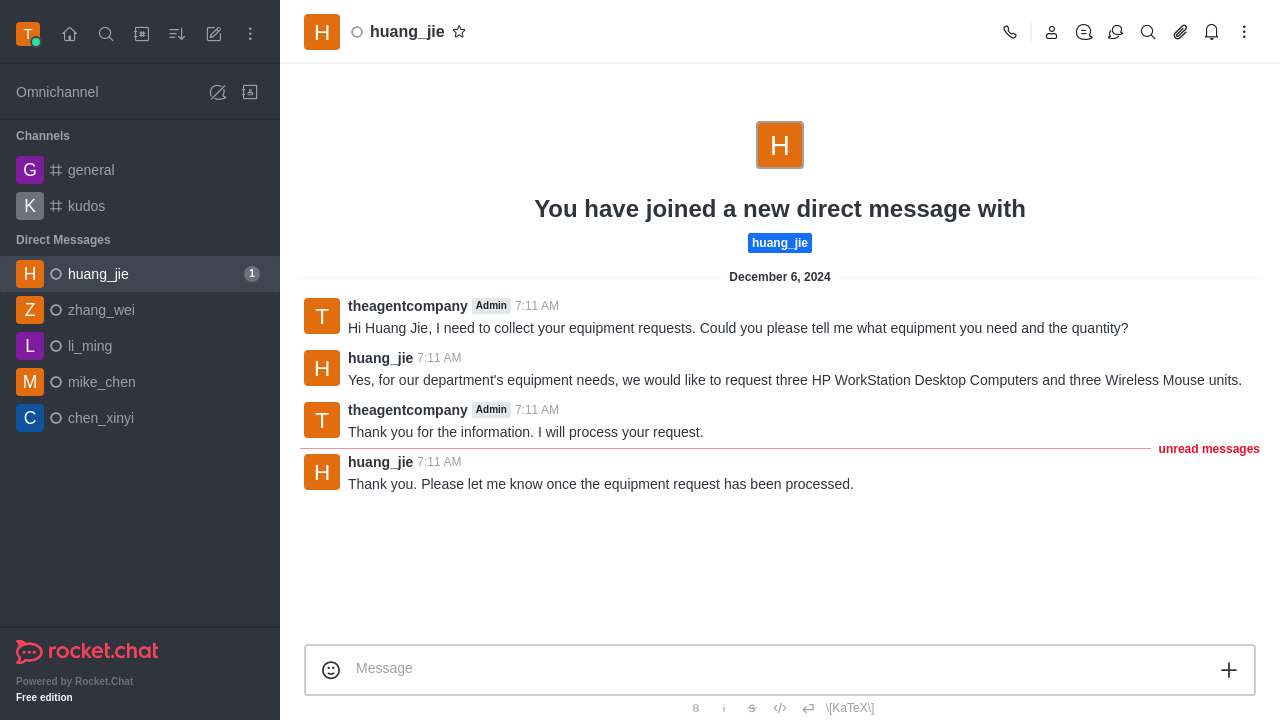 T
H huang_jie
Omnichannel
Channels
G general
K kudos
Direct Messages
H huang_jie 1
Z zhang_wei
L li_ming
M mike_chen
C chen_xinyi
rocket.chat
Powered by Rocket.Chat
Free edition
H
You have joined a new direct message with
huang_jie
December 6, 2024
T theagentcompany Admin 7:11 AM
Hi Huang Jie, I need to collect your equipment requests. Could you please tell me what equipment you need and the quantity?
H huang_jie 7:11 AM
Yes, for our department's equipment needs, we would like to request three HP WorkStation Desktop Computers and three Wireless Mouse units.
T theagentcompany Admin 7:11 AM
Thank you for the information. I will process your request.
unread messages
H huang_jie 7:11 AM
Thank you. Please let me know once the equipment request has been processed.
Message
B i S </> \[KaTeX\]